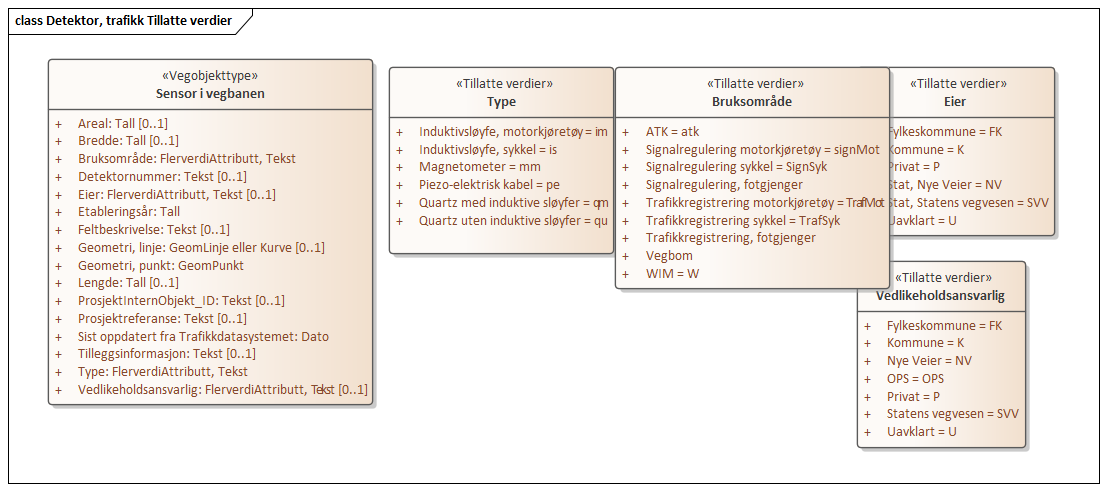 class Detektor, trafikk Tillatte verdier
«Vegobjekttype»
Sensor i vegbanen
+ Areal: Tall [0..1]
+ Bredde: Tall [0..1]
+ Bruksområde: FlerverdiAttributt, Tekst
+ Detektornummer: Tekst [0..1]
+ Eier: FlerverdiAttributt, Tekst [0..1]
+ Etableringsår: Tall
+ Feltbeskrivelse: Tekst [0..1]
+ Geometri, linje: GeomLinje eller Kurve [0..1]
+ Geometri, punkt: GeomPunkt
+ Lengde: Tall [0..1]
+ ProsjektInternObjekt_ID: Tekst [0..1]
+ Prosjektreferanse: Tekst [0..1]
+ Sist oppdatert fra Trafikkdatasystemet: Dato
+ Tilleggsinformasjon: Tekst [0..1]
+ Type: FlerverdiAttributt, Tekst
+ Vedlikeholdsansvarlig: FlerverdiAttributt, Tekst [0..1]
«Tillatte verdier»
Type
+ Induktivsløyfe, motorkjøretøy = im
+ Induktivsløyfe, sykkel = is
+ Magnetometer = mm
+ Piezo-elektrisk kabel = pe
+ Quartz med induktive sløyfer = qm
+ Quartz uten induktive sløyfer = qu
«Tillatte verdier»
Bruksområde
+ ATK = atk
+ Signalregulering motorkjøretøy = signMot
+ Signalregulering sykkel = SignSyk
+ Signalregulering, fotgjenger
+ Trafikkregistrering motorkjøretøy = TrafMot
+ Trafikkregistrering sykkel = TrafSyk
+ Trafikkregistrering, fotgjenger
+ Vegbom
+ WIM = W
«Tillatte verdier»
Eier
Fylkeskommune = FK
Kommune = K
Privat = P
Stat, Nye Veier = NV
Stat, Statens vegvesen = SVV
Uavklart = U
«Tillatte verdier»
Vedlikeholdsansvarlig
+ Fylkeskommune = FK
+ Kommune = K
+ Nye Veier = NV
+ OPS = OPS
+ Privat = P
+ Statens vegvesen = SVV
+ Uavklart = U